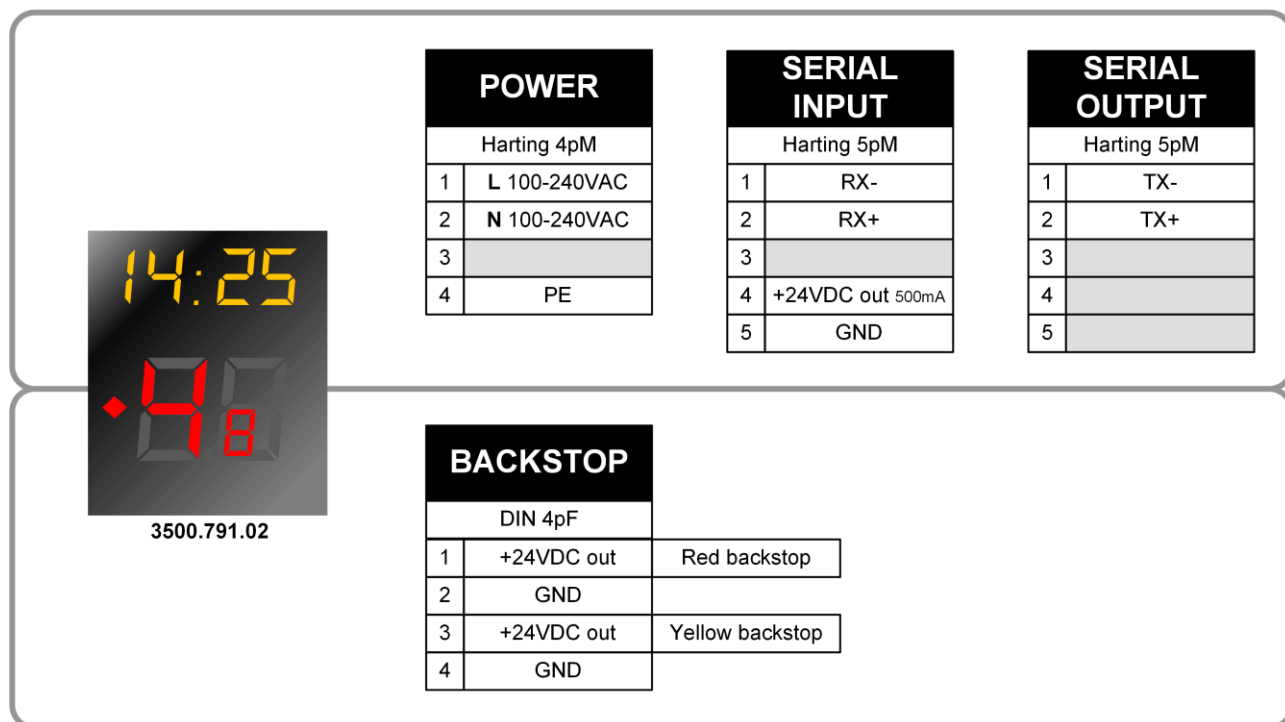 POWER
Harting 4pM
1 L 100-240VAC
2 N 100-240VAC
3
4 PE
SERIAL
INPUT
Harting 5pM
1 RX-
2 RX+
3
4 +24VDC out 500mA
5 GND
SERIAL
OUTPUT
Harting 5pM
1 TX-
2 TX+
3
4
5
14:25
48
3500.791.02
BACKSTOP
DIN 4pF
1 +24VDC out Red backstop
2 GND
3 +24VDC out Yellow backstop
4 GND